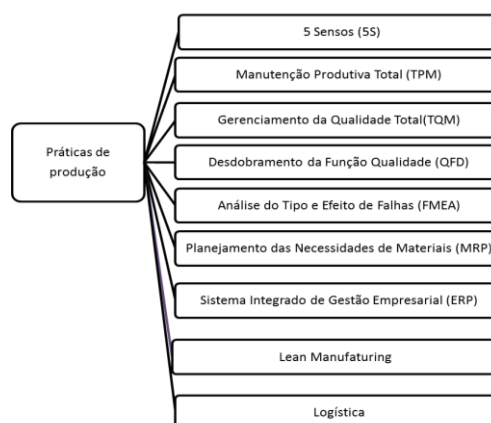 5 Sensos (5S)
Manutenção Produtiva Total (TPM)
Gerenciamento da Qualidade Total(TQM)
Práticas de
produção
Desdobramento da Função Qualidade (QFD)
Análise do Tipo e Efeito de Falhas (FMEA)
Planejamento das Necessidades de Materiais (MRP)
Sistema Integrado de Gestão Empresarial (ERP)
Lean Manufaturing
Logística